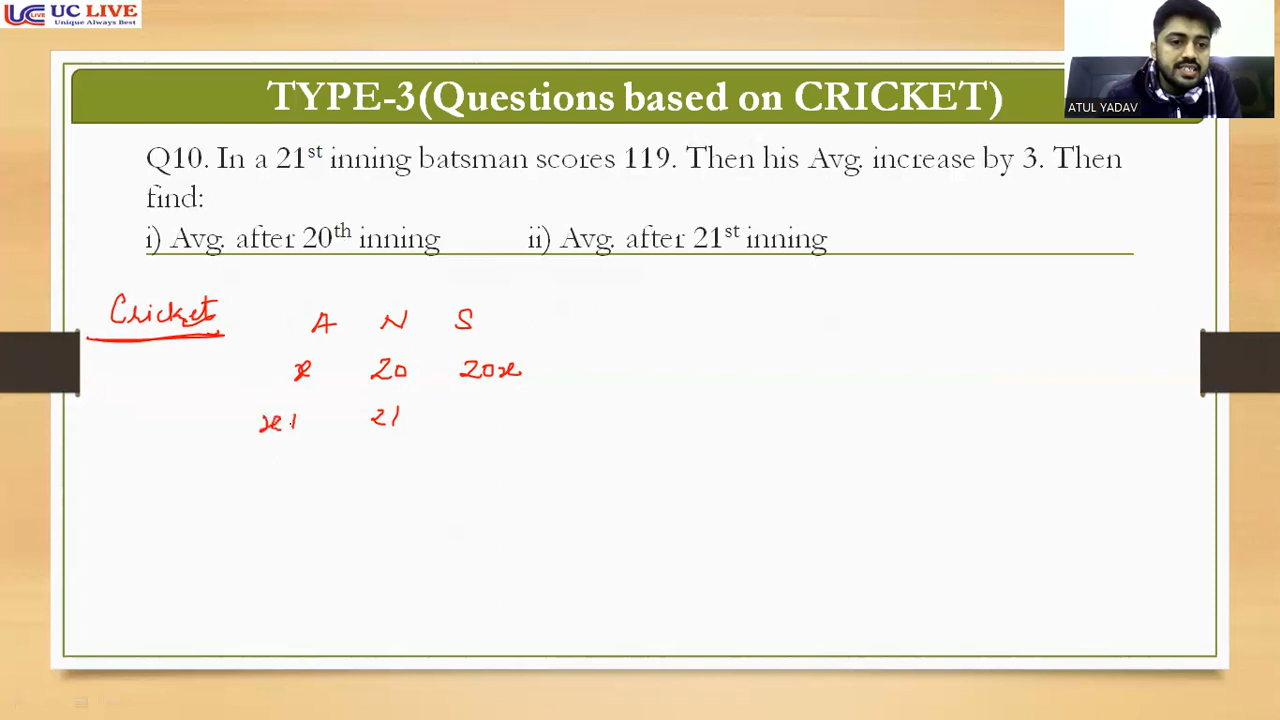 UC LIVE
Unique Always Best
ATUL YADAV
TYPE-3(Questions based on CRICKET)
Q10. In a 21st inning batsman scores 119. Then his Avg. increase by 3. Then
find:
i) Avg. after 20th inning ii) Avg. after 21st inning
Cricket
A N S
x 20 20x
x 21